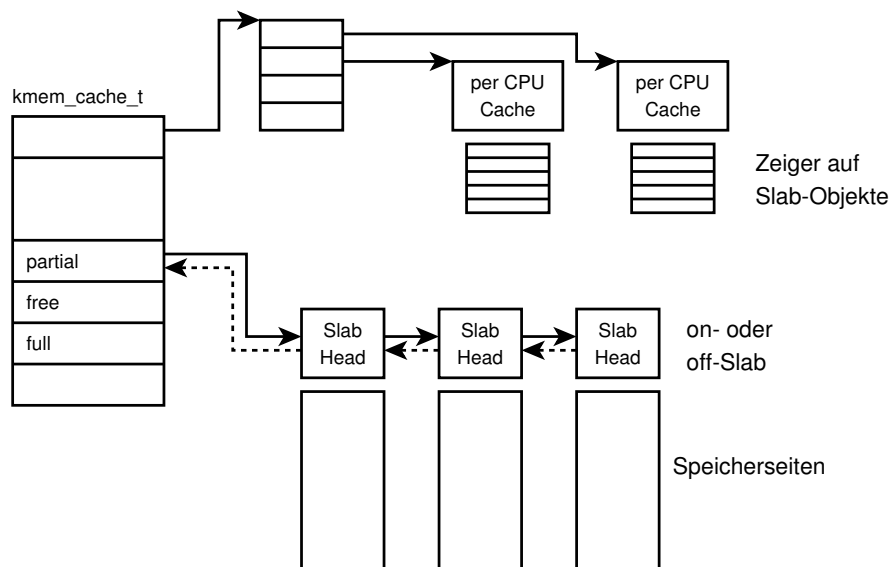 kmem_cache_t
per CPU
Cache
per CPU
Cache
Zeiger auf
Slab-Objekte
partial
free
full
Slab
Head
Slab
Head
Slab
Head
on- oder
off-Slab
Speicherseiten